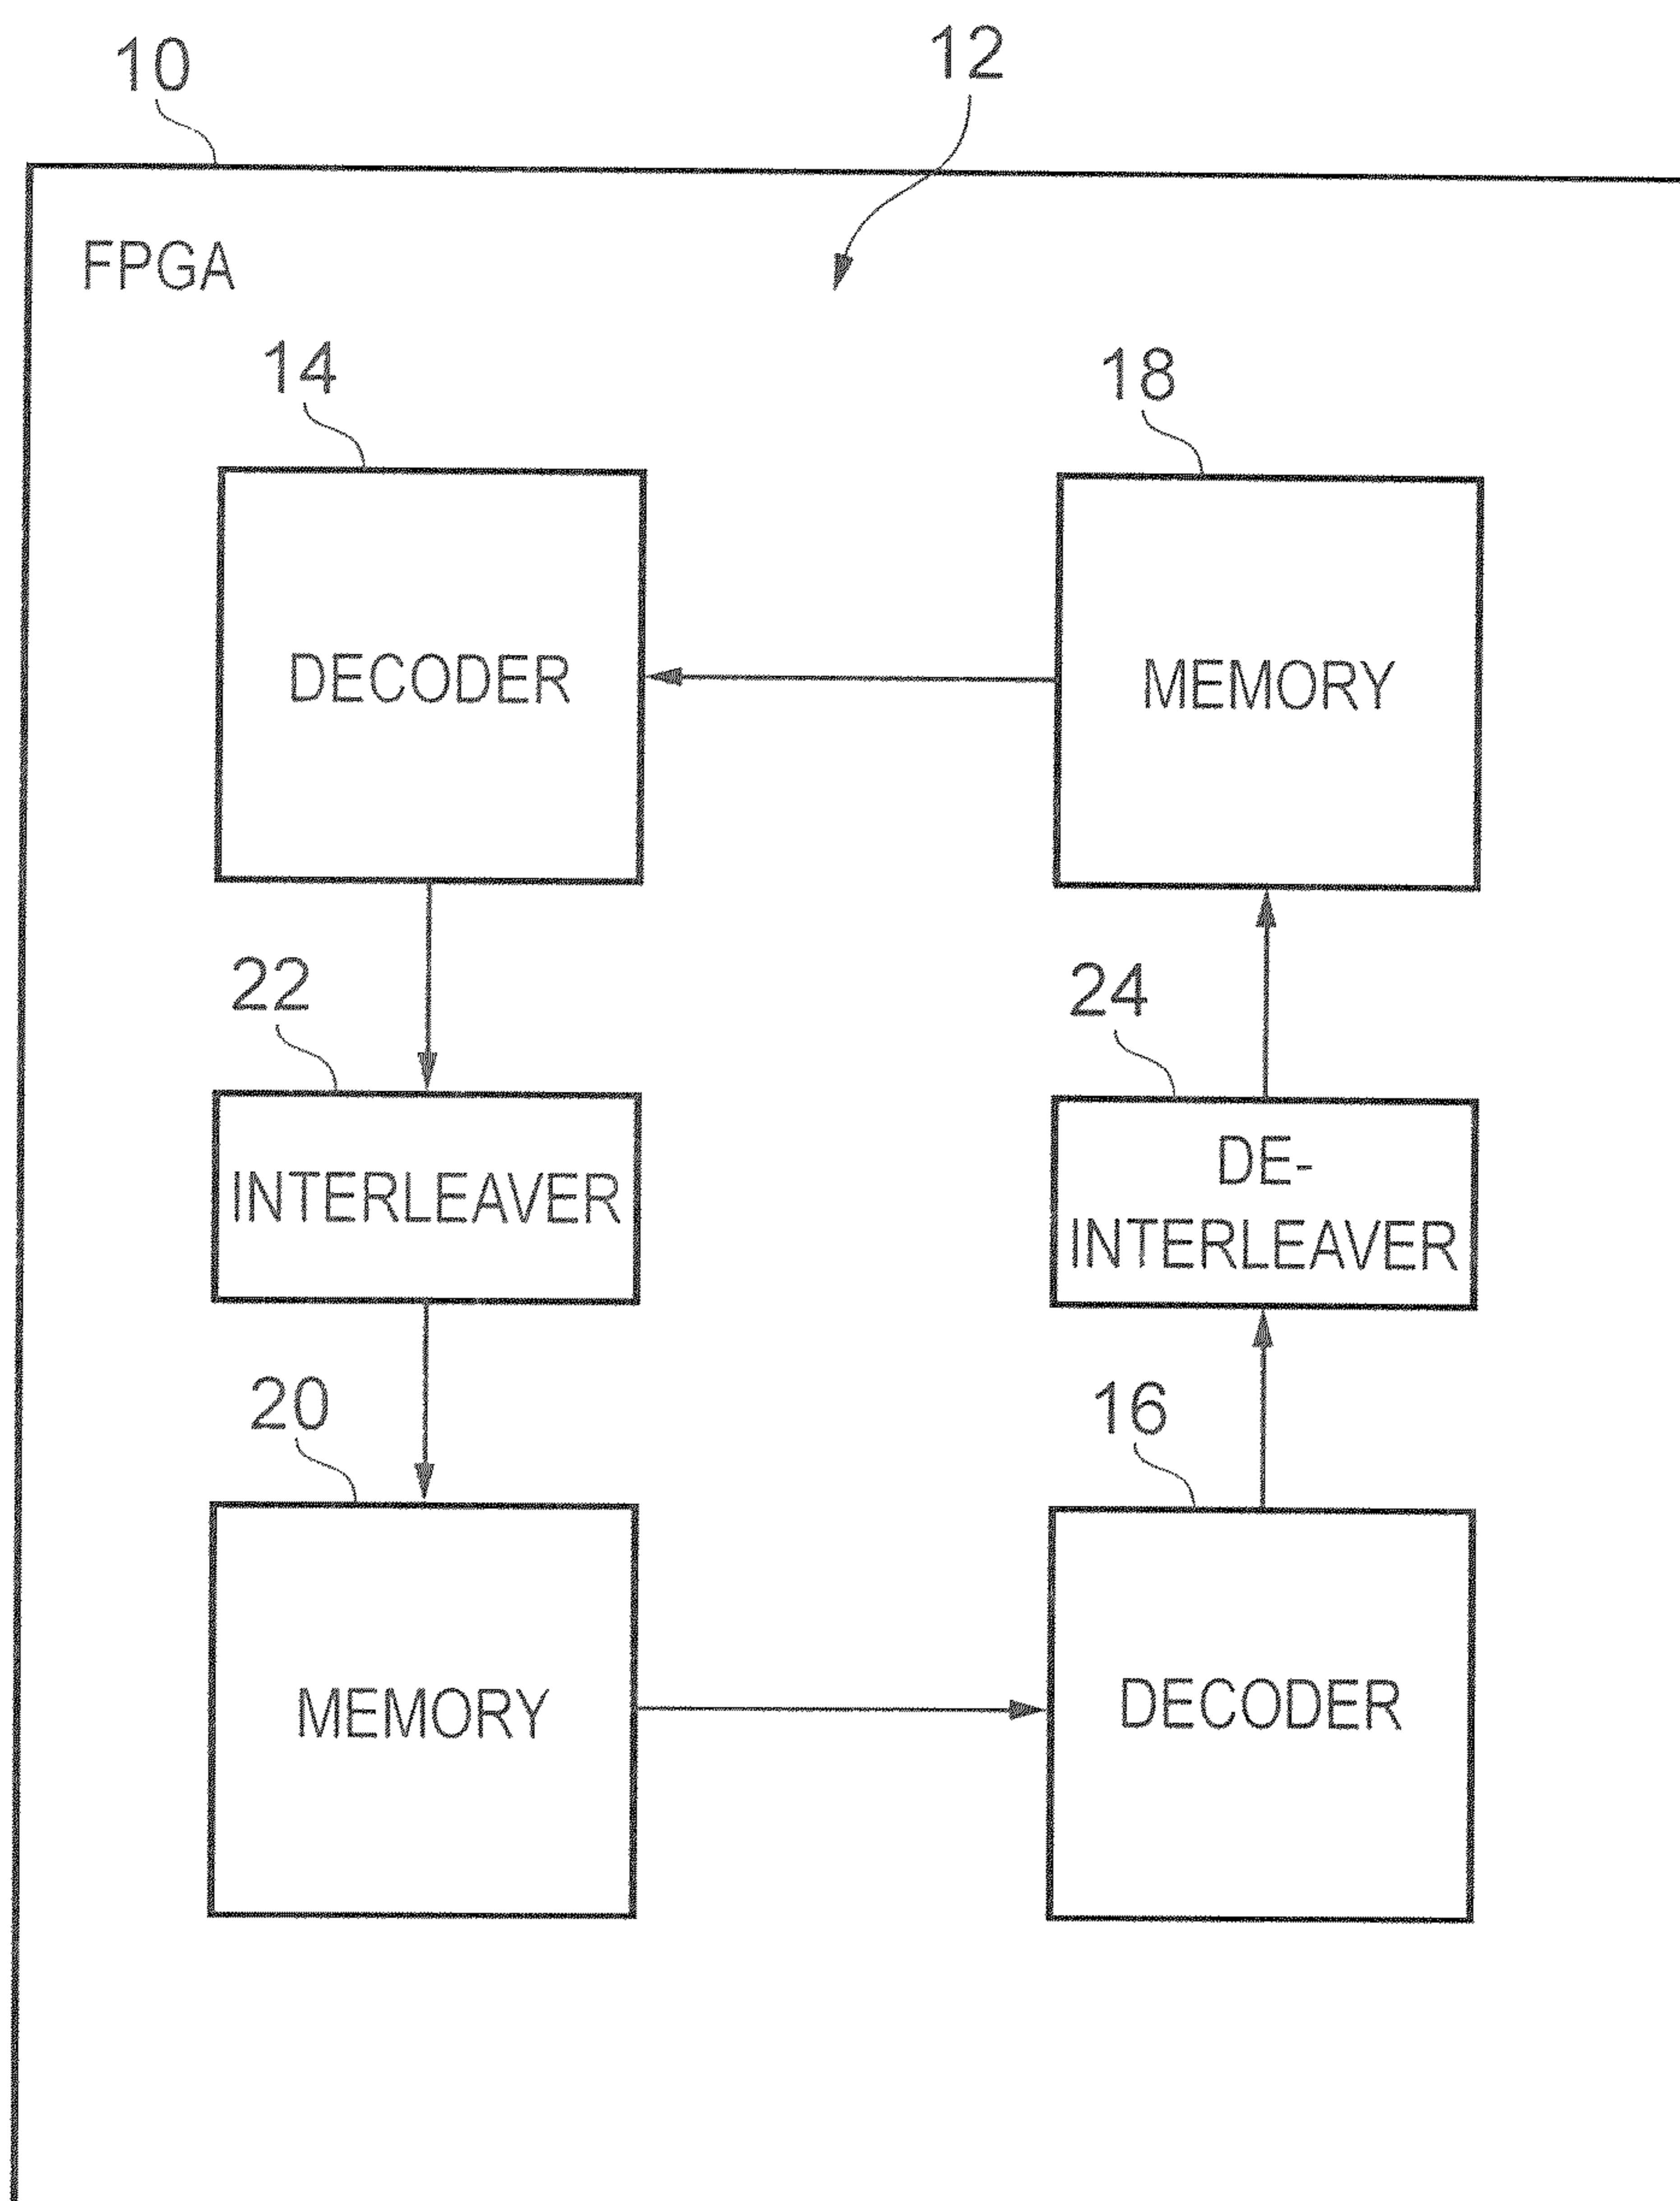 10
12
FPGA
14
18
DECODER
MEMORY
22
24
INTERLEAVER
DE-
INTERLEAVER
20
16
MEMORY
DECODER